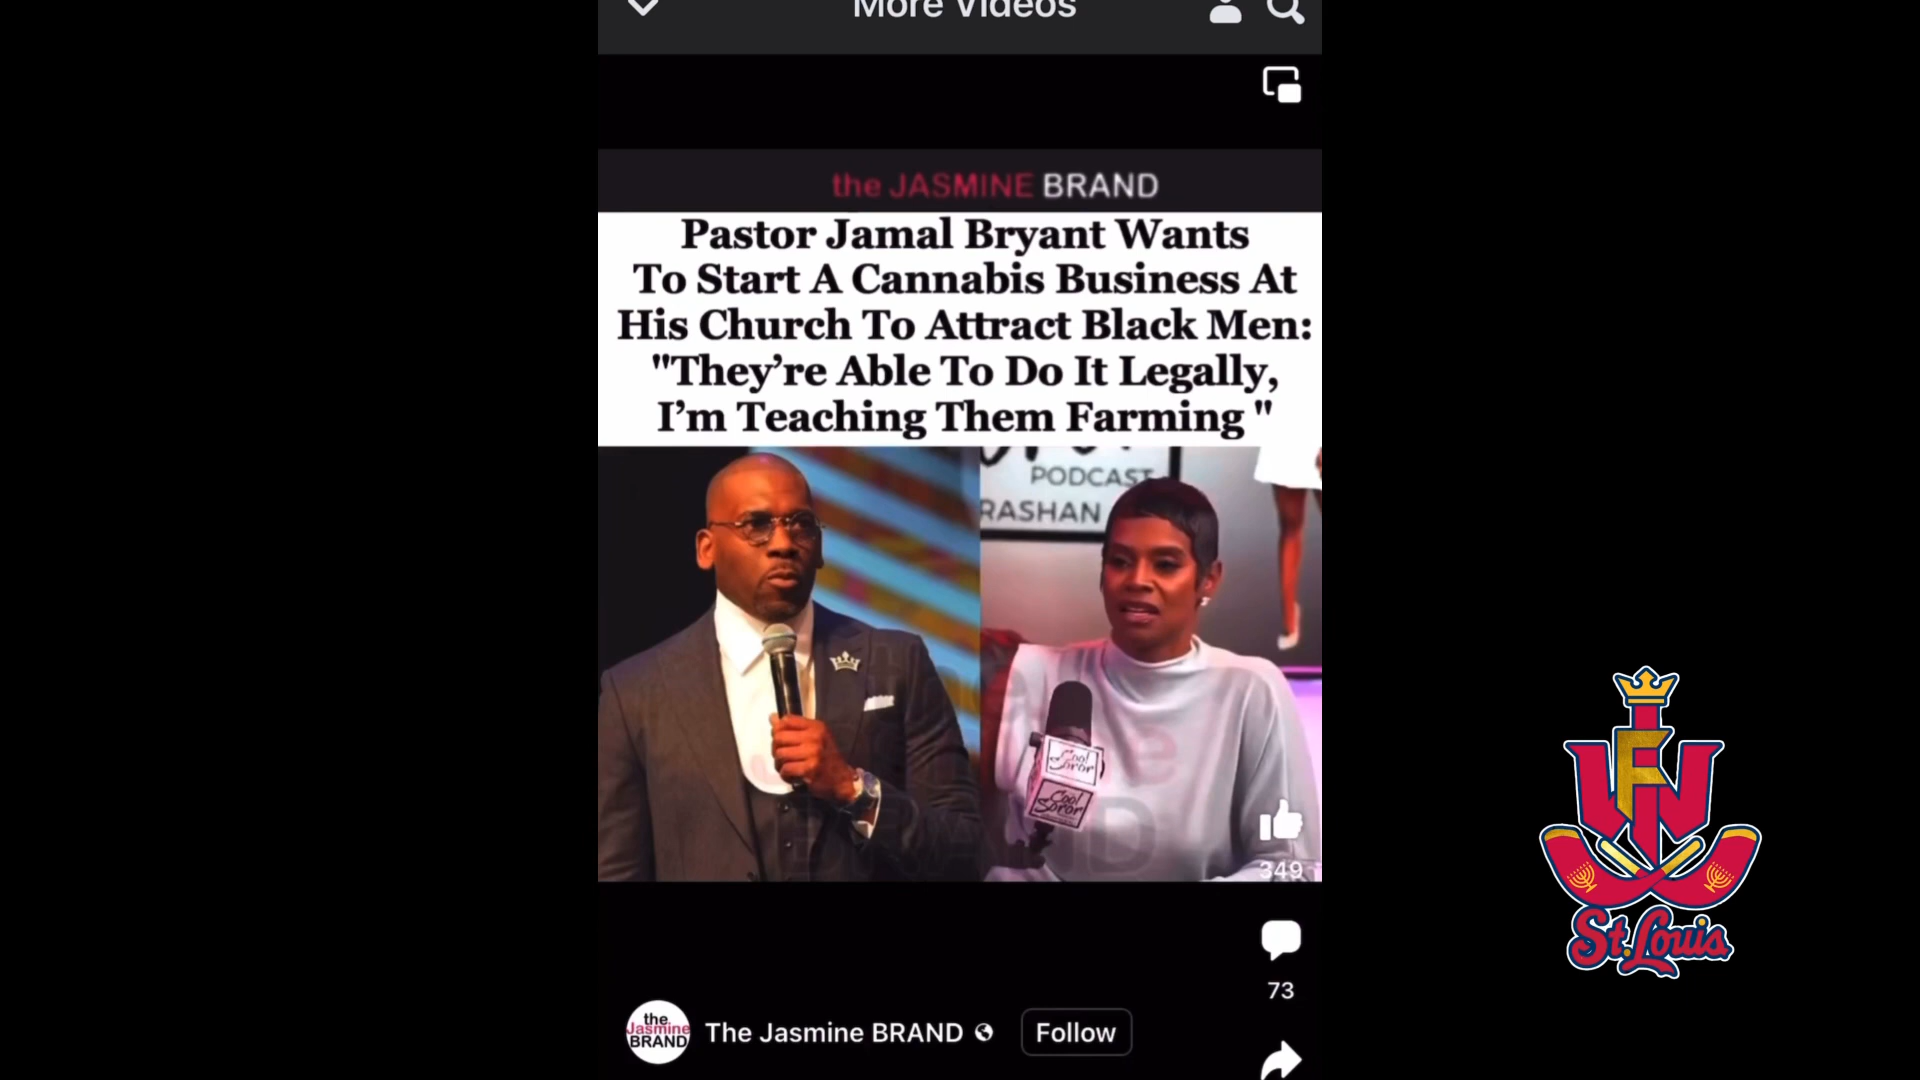 More Videos
the JASMINE BRAND
Pastor Jamal Bryant Wants
To Start A Cannabis Business At
His Church To Attract Black Men:
"They’re Able To Do It Legally,
I’m Teaching Them Farming "
PODCAST
RASHAN
Cool
Soror
Cool
Soror
349
73
the
Jasmine
BRAND
The Jasmine BRAND
Follow
St. Louis